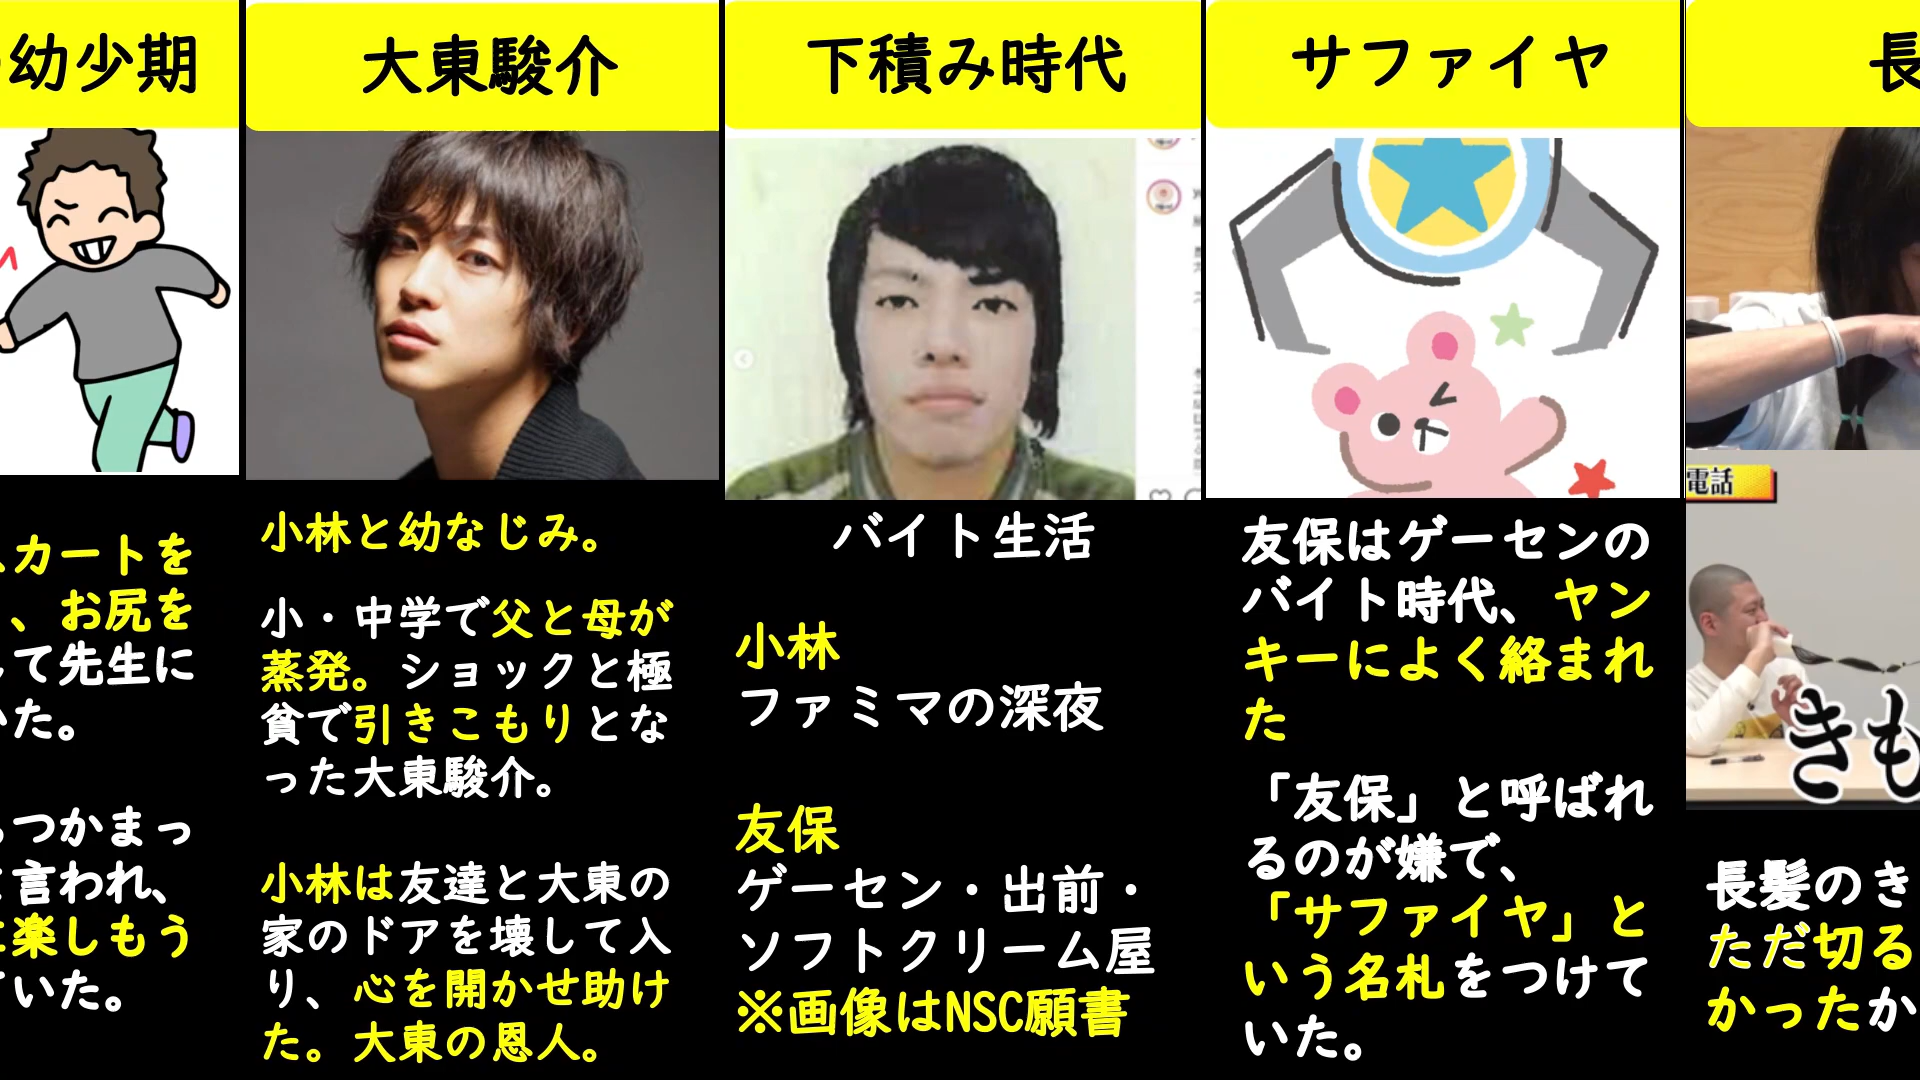 幼少期
カートを
、お尻を
て先生に
いた。
つかまっ
言われ、
楽しもう
いた。
大東駿介
小林と幼なじみ。
小・中学で父と母が
蒸発。ショックと極
貧で引きこもりとな
った大東駿介。
小林は友達と大東の
家のドアを壊して入
り、心を開かせ助け
た。大東の恩人。
下積み時代
バイト生活
小林
ファミマの深夜
友保
ゲーセン・出前・
ソフトクリーム屋
※画像はNSC願書
サファイヤ
友保はゲーセンの
バイト時代、ヤン
キーによく絡まれ
た
「友保」と呼ばれ
るのが嫌で、
「サファイヤ」と
いう名札をつけて
いた。
長
電話
きも
長髪のき
ただ切る
かったか